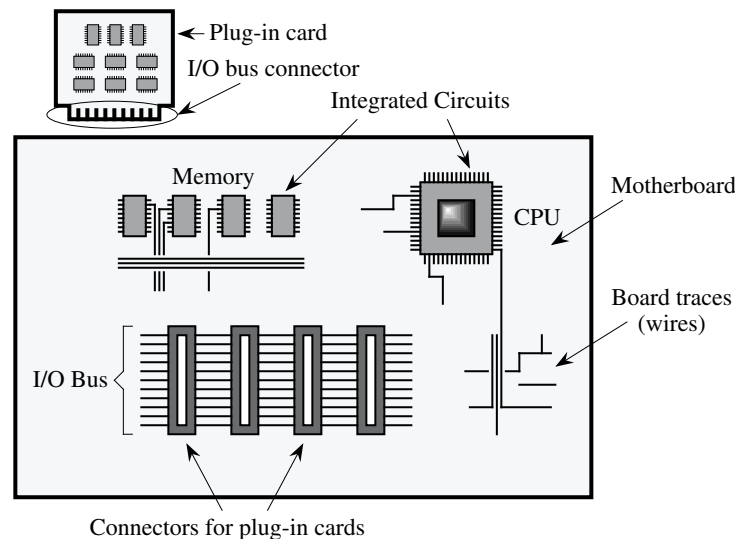 Plug-in card
I/O bus connector
Integrated Circuits
Memory
CPU
Motherboard
Board traces
(wires)
I/O Bus
Connectors for plug-in cards